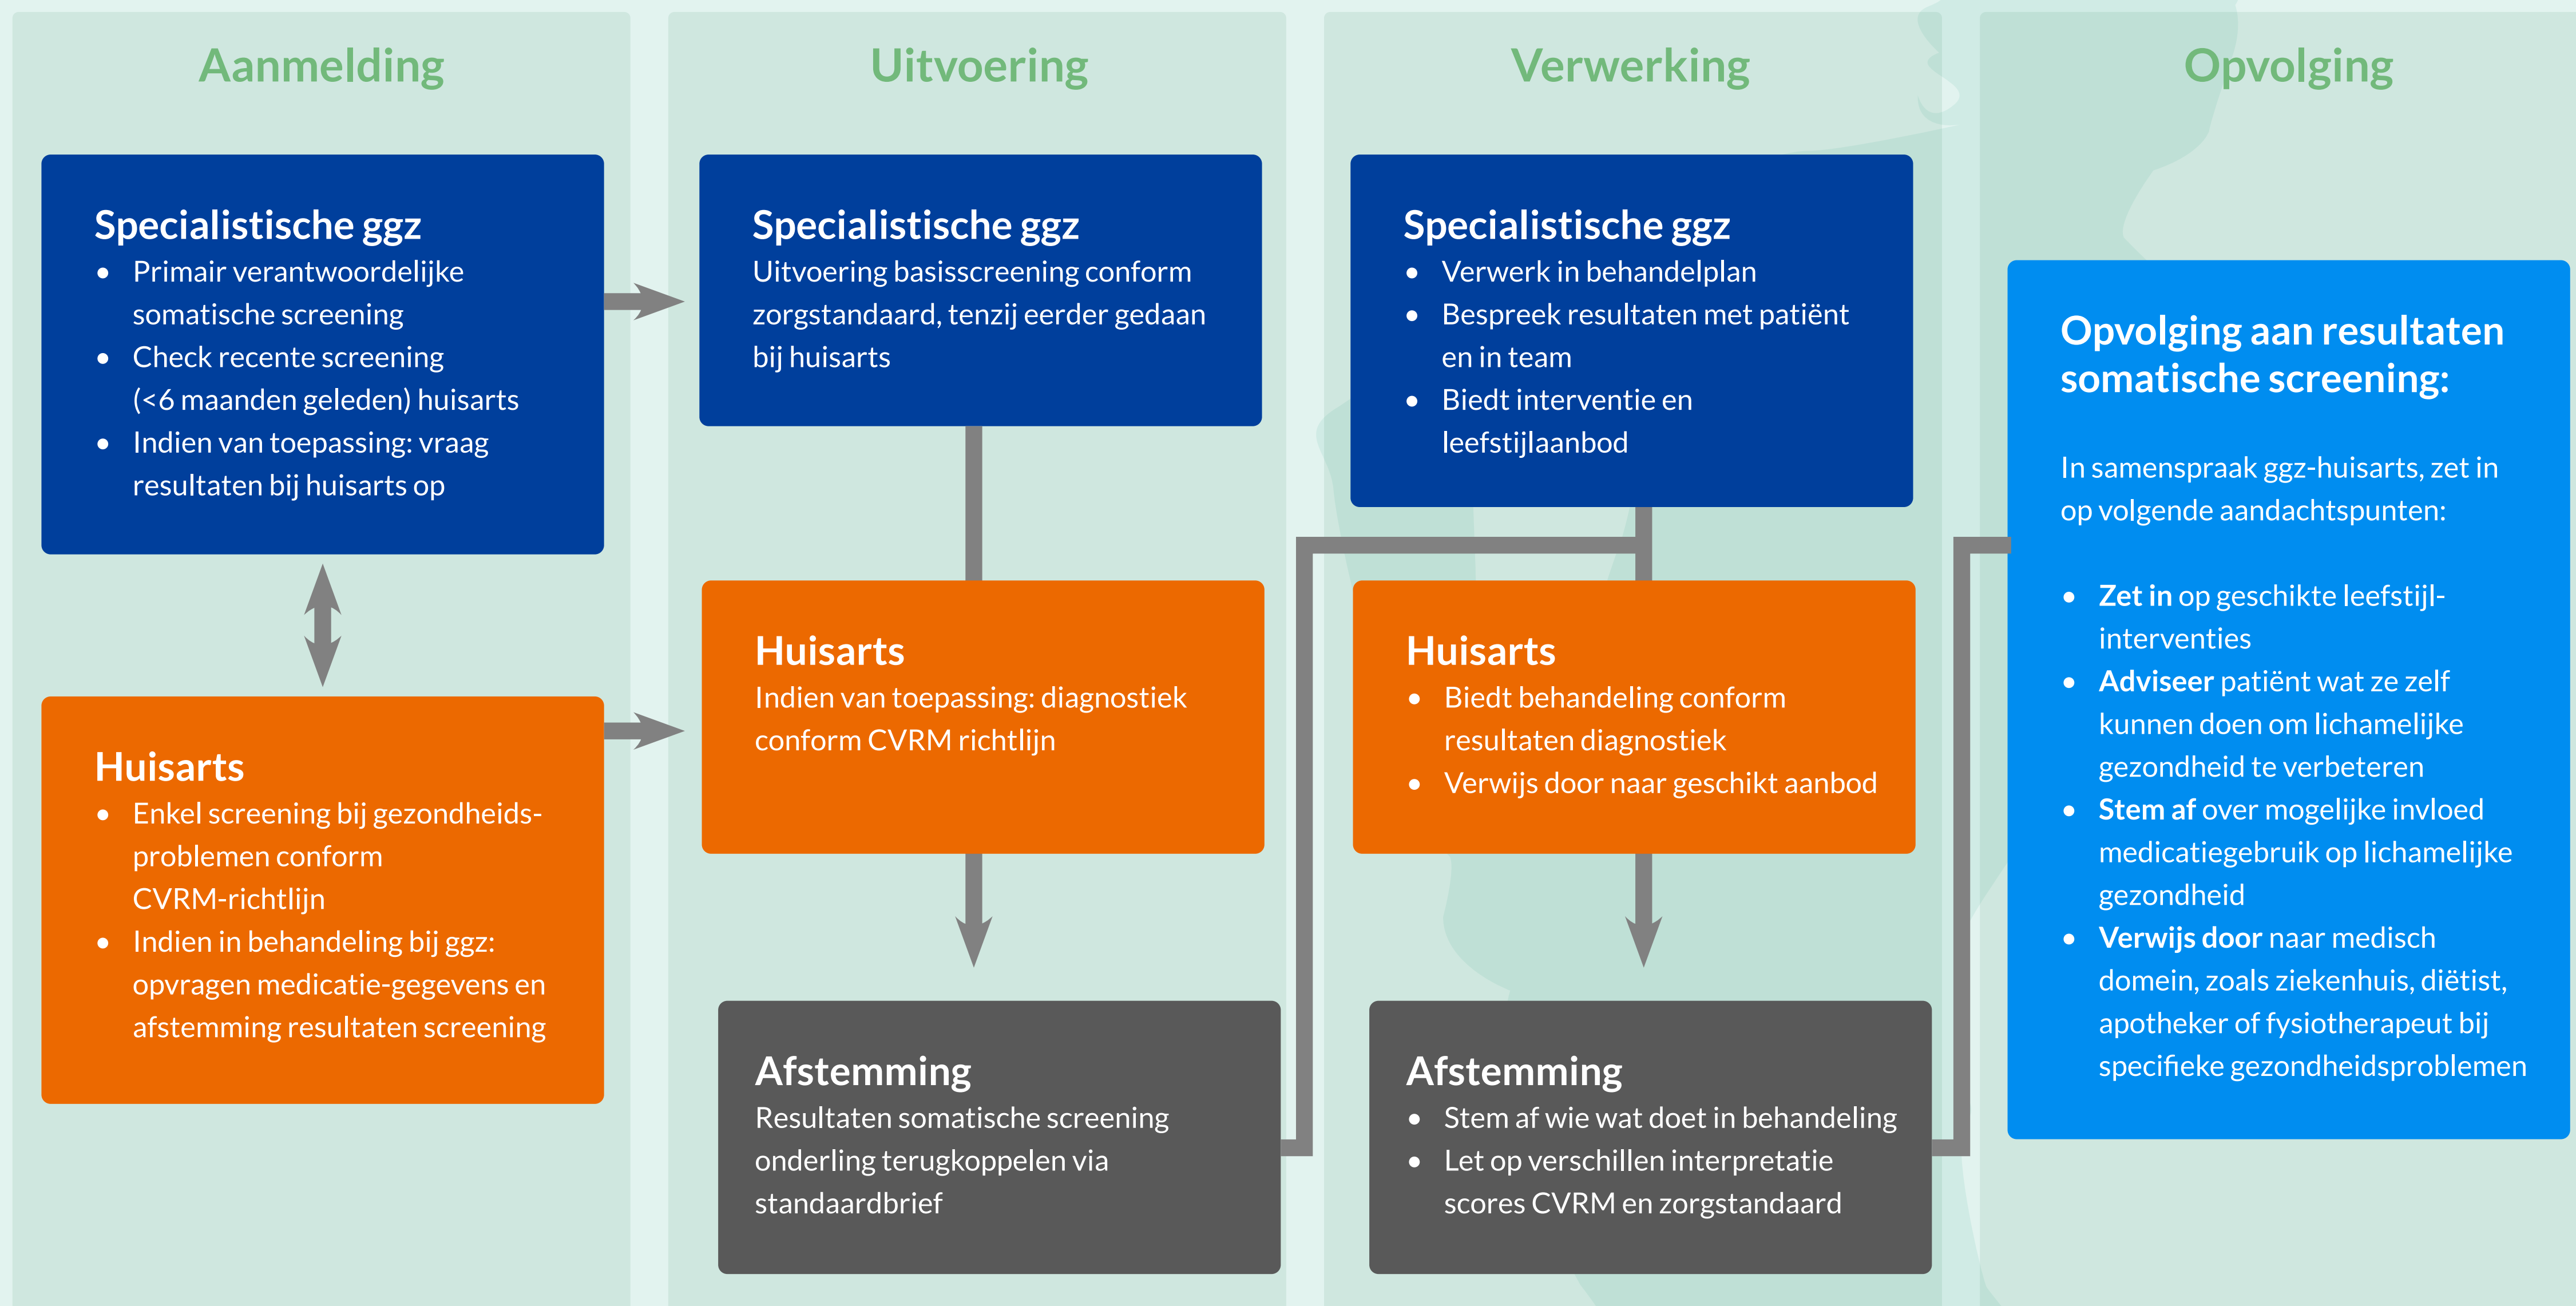 Aanmelding
Specialistische ggz
• Primair verantwoordelijke
somatische screening
• Check recente screening
(<6 maanden geleden) huisarts
• Indien van toepassing: vraag
resultaten bij huisarts op
Huisarts
• Enkel screening bij gezondheids-
problemen conform
CVRM-richtlijn
• Indien in behandeling bij ggz:
opvragen medicatie-gegevens en
afstemming resultaten screening
Uitvoering
Specialistische ggz
Uitvoering basisscreening conform
zorgstandaard, tenzij eerder gedaan
bij huisarts
Huisarts
Indien van toepassing: diagnostiek
conform CVRM richtlijn
Afstemming
Resultaten somatische screening
onderling terugkoppelen via
standaardbrief
Verwerking
Specialistische ggz
• Verwerk in behandelplan
• Bespreek resultaten met patiënt
en in team
• Biedt interventie en
leefstijlaanbod
Huisarts
• Biedt behandeling conform
resultaten diagnostiek
• Verwijs door naar geschikt aanbod
Afstemming
• Stem af wie wat doet in behandeling
• Let op verschillen interpretatie
scores CVRM en zorgstandaard
Opvolging
Opvolging aan resultaten
somatische screening:
In samenspraak ggz-huisarts, zet in
op volgende aandachtspunten:
• Zet in op geschikte leefstijl-
interventies
• Adviseer patiënt wat ze zelf
kunnen doen om lichamelijke
gezondheid te verbeteren
• Stem af over mogelijke invloed
medicatiegebruik op lichamelijke
gezondheid
• Verwijs door naar medisch
domein, zoals ziekenhuis, diëtist,
apotheker of fysiotherapeut bij
specifieke gezondheidsproblemen